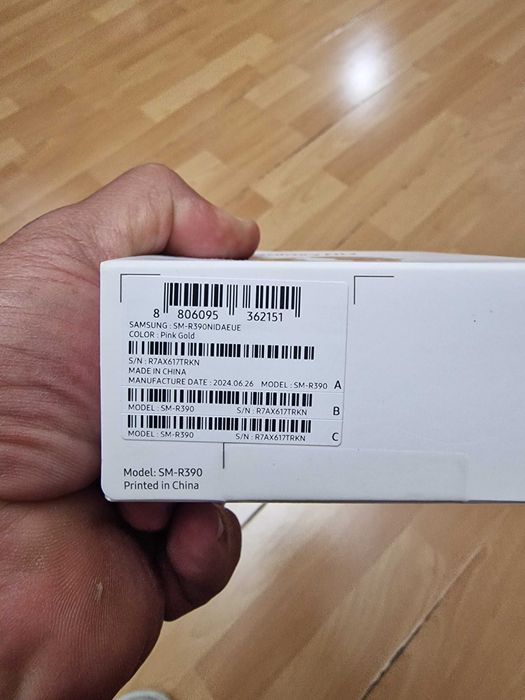 8 806095 362151
SAMSUNG : SM-R390NIDAEUE
COLOR : Pink Gold
S/N : R7AX617TRKN
MADE IN CHINA
MANUFACTURE DATE : 2024.06.26 MODEL : SM-R390 A
MODEL : SM-R390 S/N : R7AX617TRKN B
MODEL : SM-R390 S/N : R7AX617TRKN C
Model: SM-R390
Printed in China